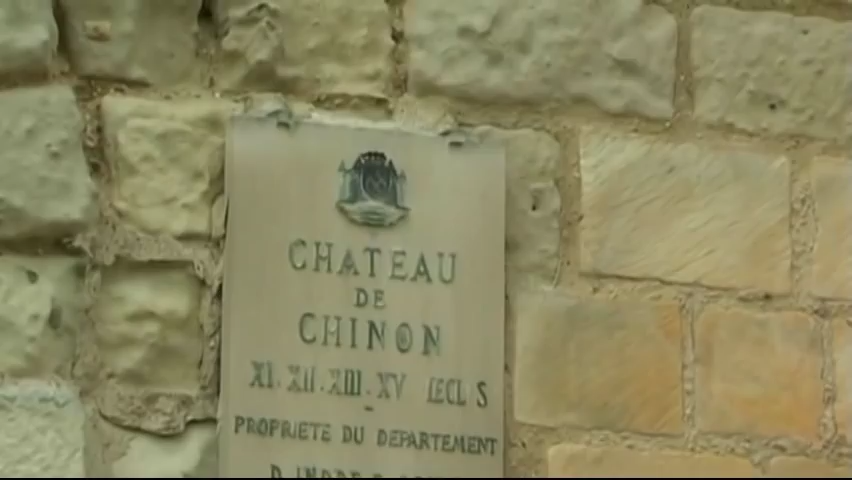 CHATEAU
DE
CHINON
XI . XII . XIII . XV
PROPRIETE DU DEPARTEMENT